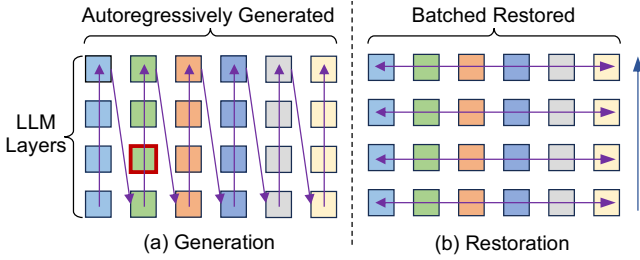 Autoregressively Generated
Batched Restored
LLM
Layers
(a) Generation
(b) Restoration